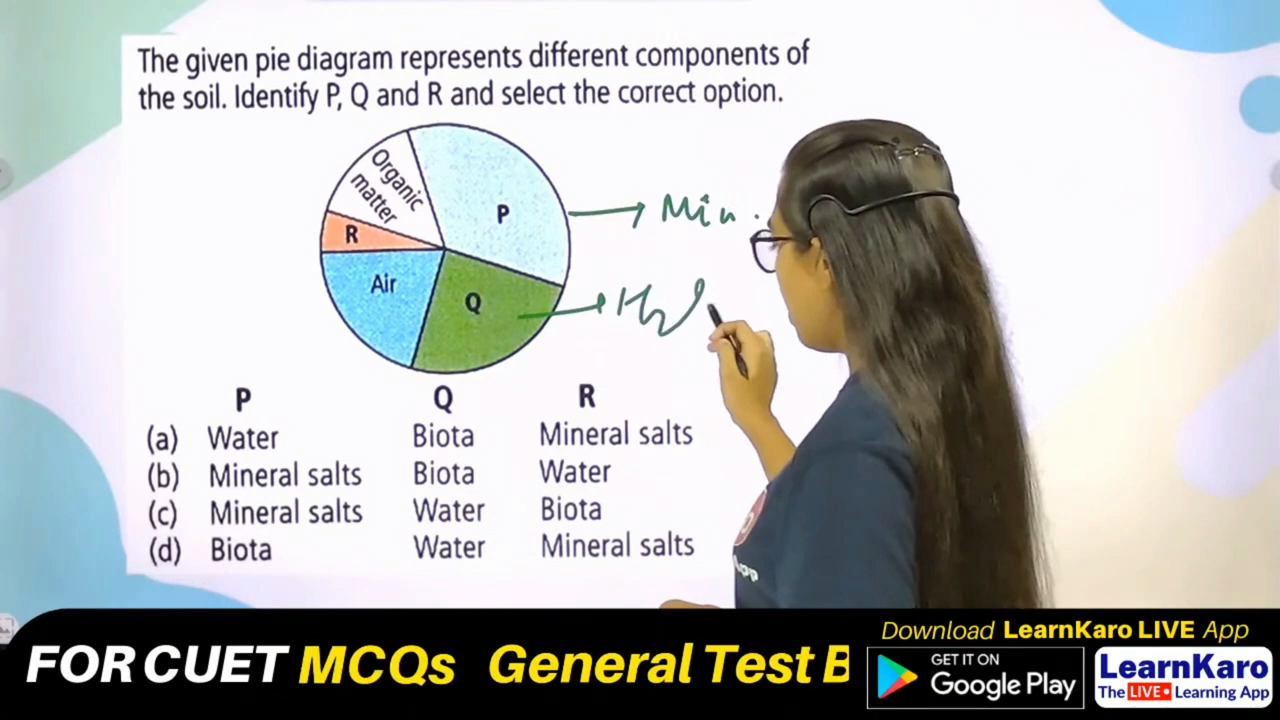 The given pie diagram represents different components of
the soil. Identify P, Q and R and select the correct option.
Organic
matter
P
→ Min.
R
Air
Q
P Q R
(a) Water Biota Mineral salts
(b) Mineral salts Biota Water
(c) Mineral salts Water Biota
(d) Biota Water Mineral salts
FOR CUET MCQs General Test B
Download LearnKaro LIVE App
GET IT ON
Google Play
LearnKaro
The LIVE Learning App